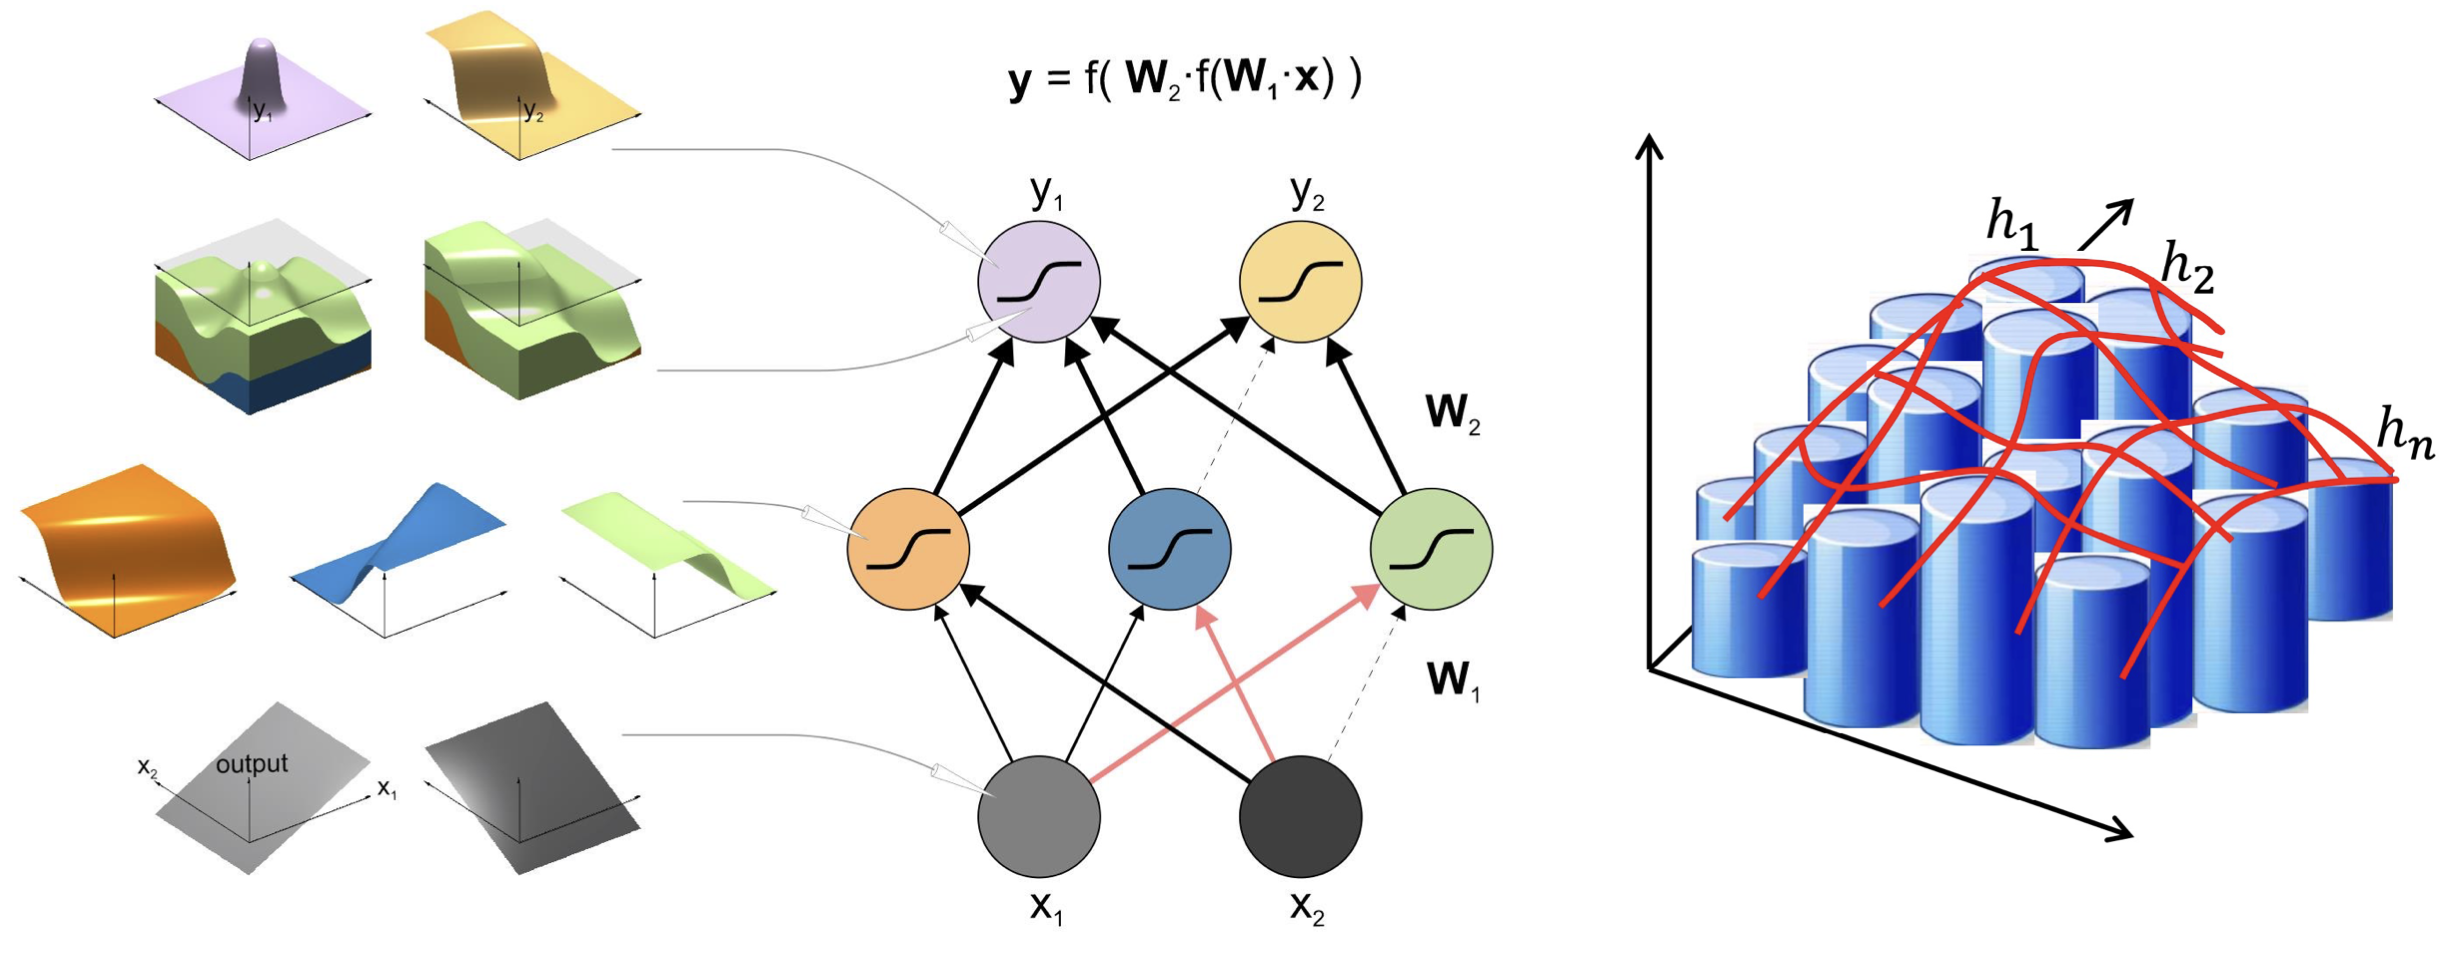 y₁
y₂
y = f( W₂·f(W₁·x) )
y₁
y₂
W₂
W₁
x₂
output
x₁
x₁
x₂
h₁
h₂
hₙ